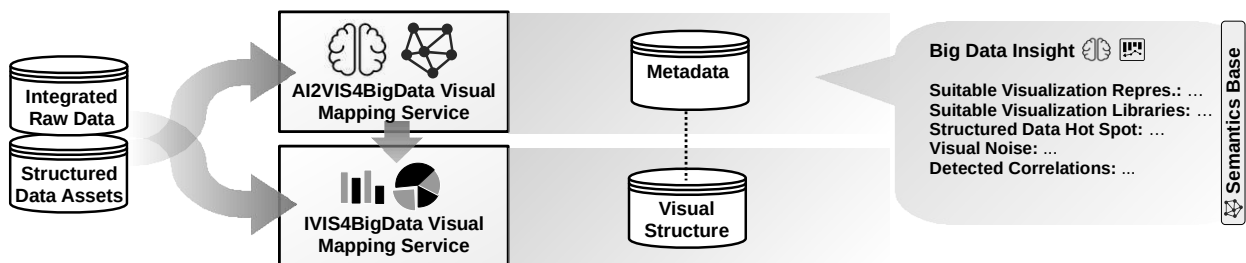 Integrated
Raw Data
Structured
Data Assets
AI2VIS4BigData Visual
Mapping Service
IVIS4BigData Visual
Mapping Service
Metadata
Visual
Structure
Big Data Insight
Suitable Visualization Repres.: ...
Suitable Visualization Libraries: ...
Structured Data Hot Spot: ...
Visual Noise: ...
Detected Correlations: ...
Semantics Base